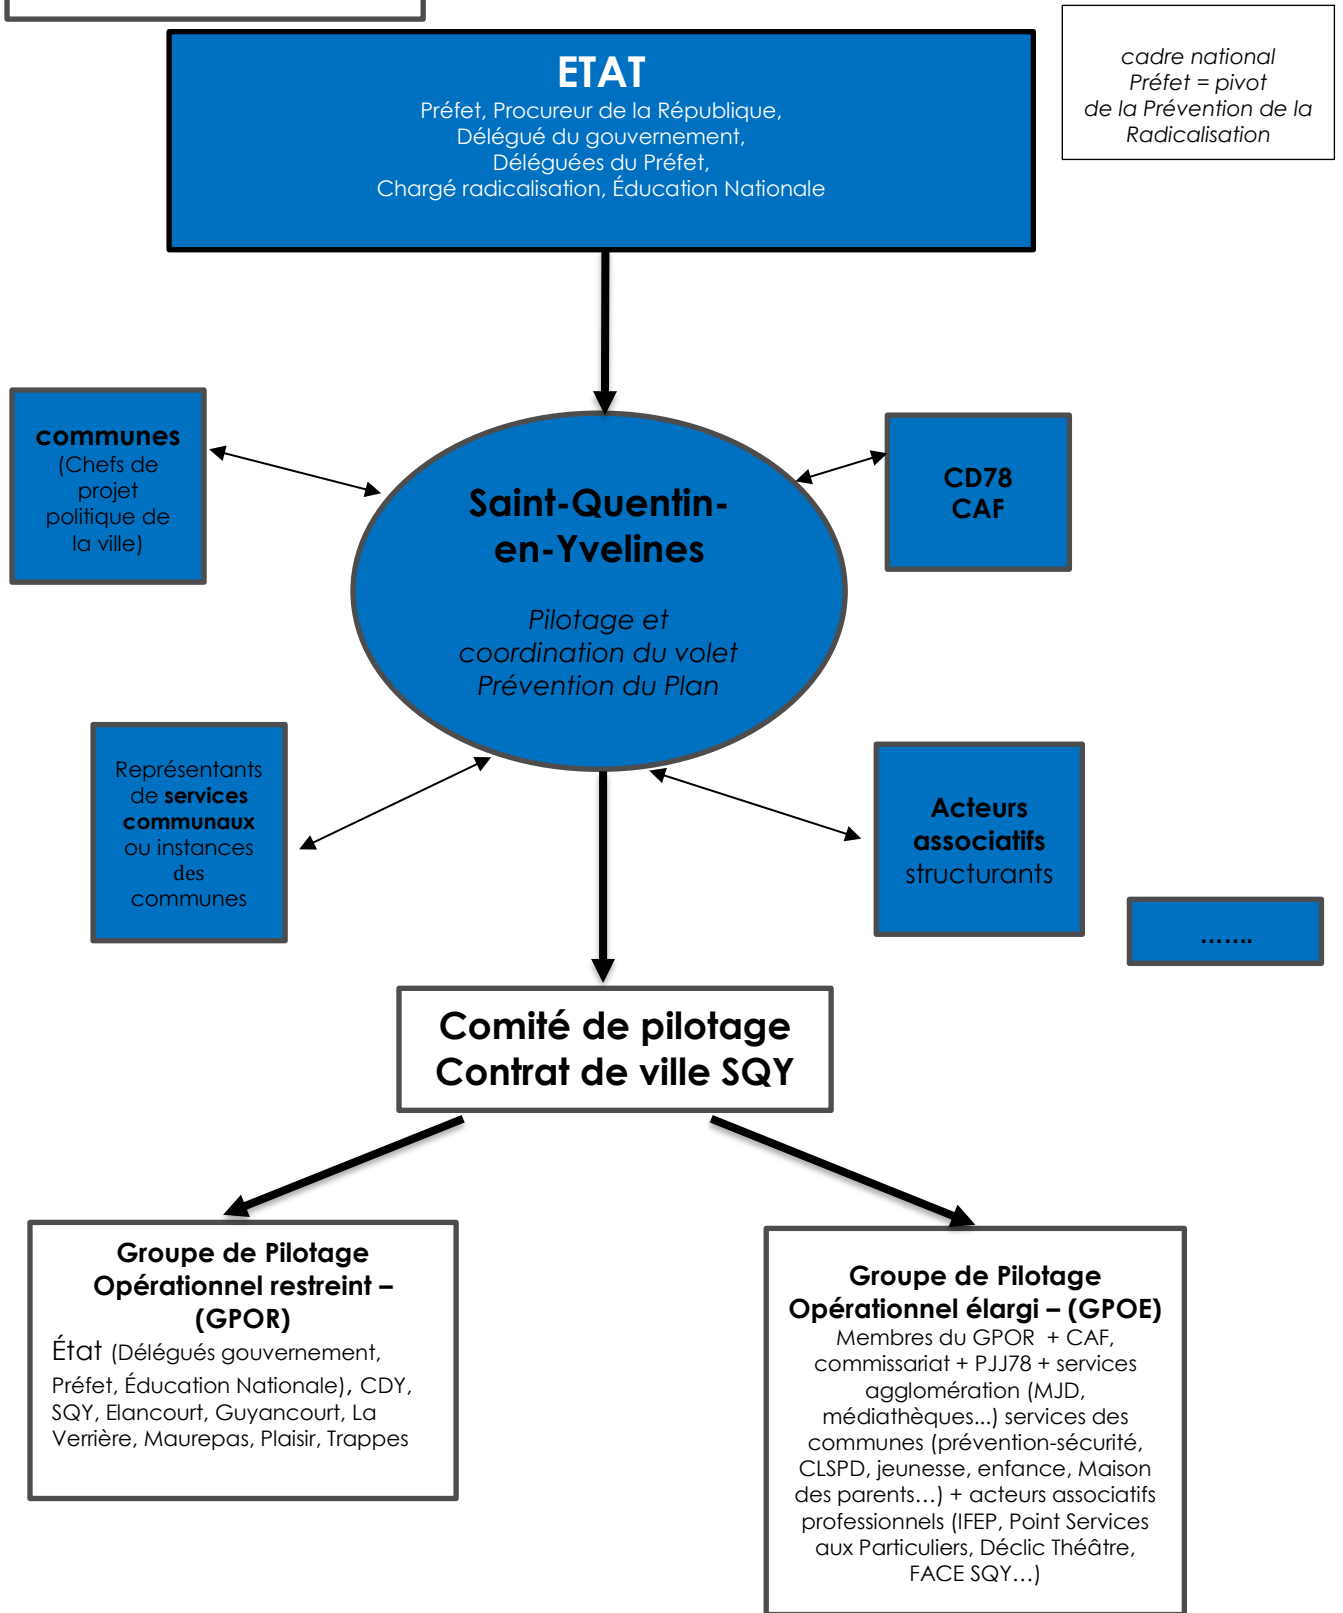 ETAT
Préfet, Procureur de la République,
Délégué du gouvernement,
Déléguées du Préfet,
Chargé radicalisation, Éducation Nationale
cadre national
Préfet = pivot
de la Prévention de la
Radicalisation
communes
(Chefs de
projet
politique de
la ville)
Saint-Quentin-
en-Yvelines
Pilotage et
coordination du volet
Prévention du Plan
CD78
CAF
Représentants
de services
communaux
ou instances
des
communes
Acteurs
associatifs
structurants
.......
Comité de pilotage
Contrat de ville SQY
Groupe de Pilotage
Opérationnel restreint –
(GPOR)
État (Délégués gouvernement,
Préfet, Éducation Nationale), CDY,
SQY, Elancourt, Guyancourt, La
Verrière, Maurepas, Plaisir, Trappes
Groupe de Pilotage
Opérationnel élargi – (GPOE)
Membres du GPOR + CAF,
commissariat + PJJ78 + services
agglomération (MJD,
médiathèques...) services des
communes (prévention-sécurité,
CLSPD, jeunesse, enfance, Maison
des parents…) + acteurs associatifs
professionnels (IFEP, Point Services
aux Particuliers, Déclic Théâtre,
FACE SQY…)